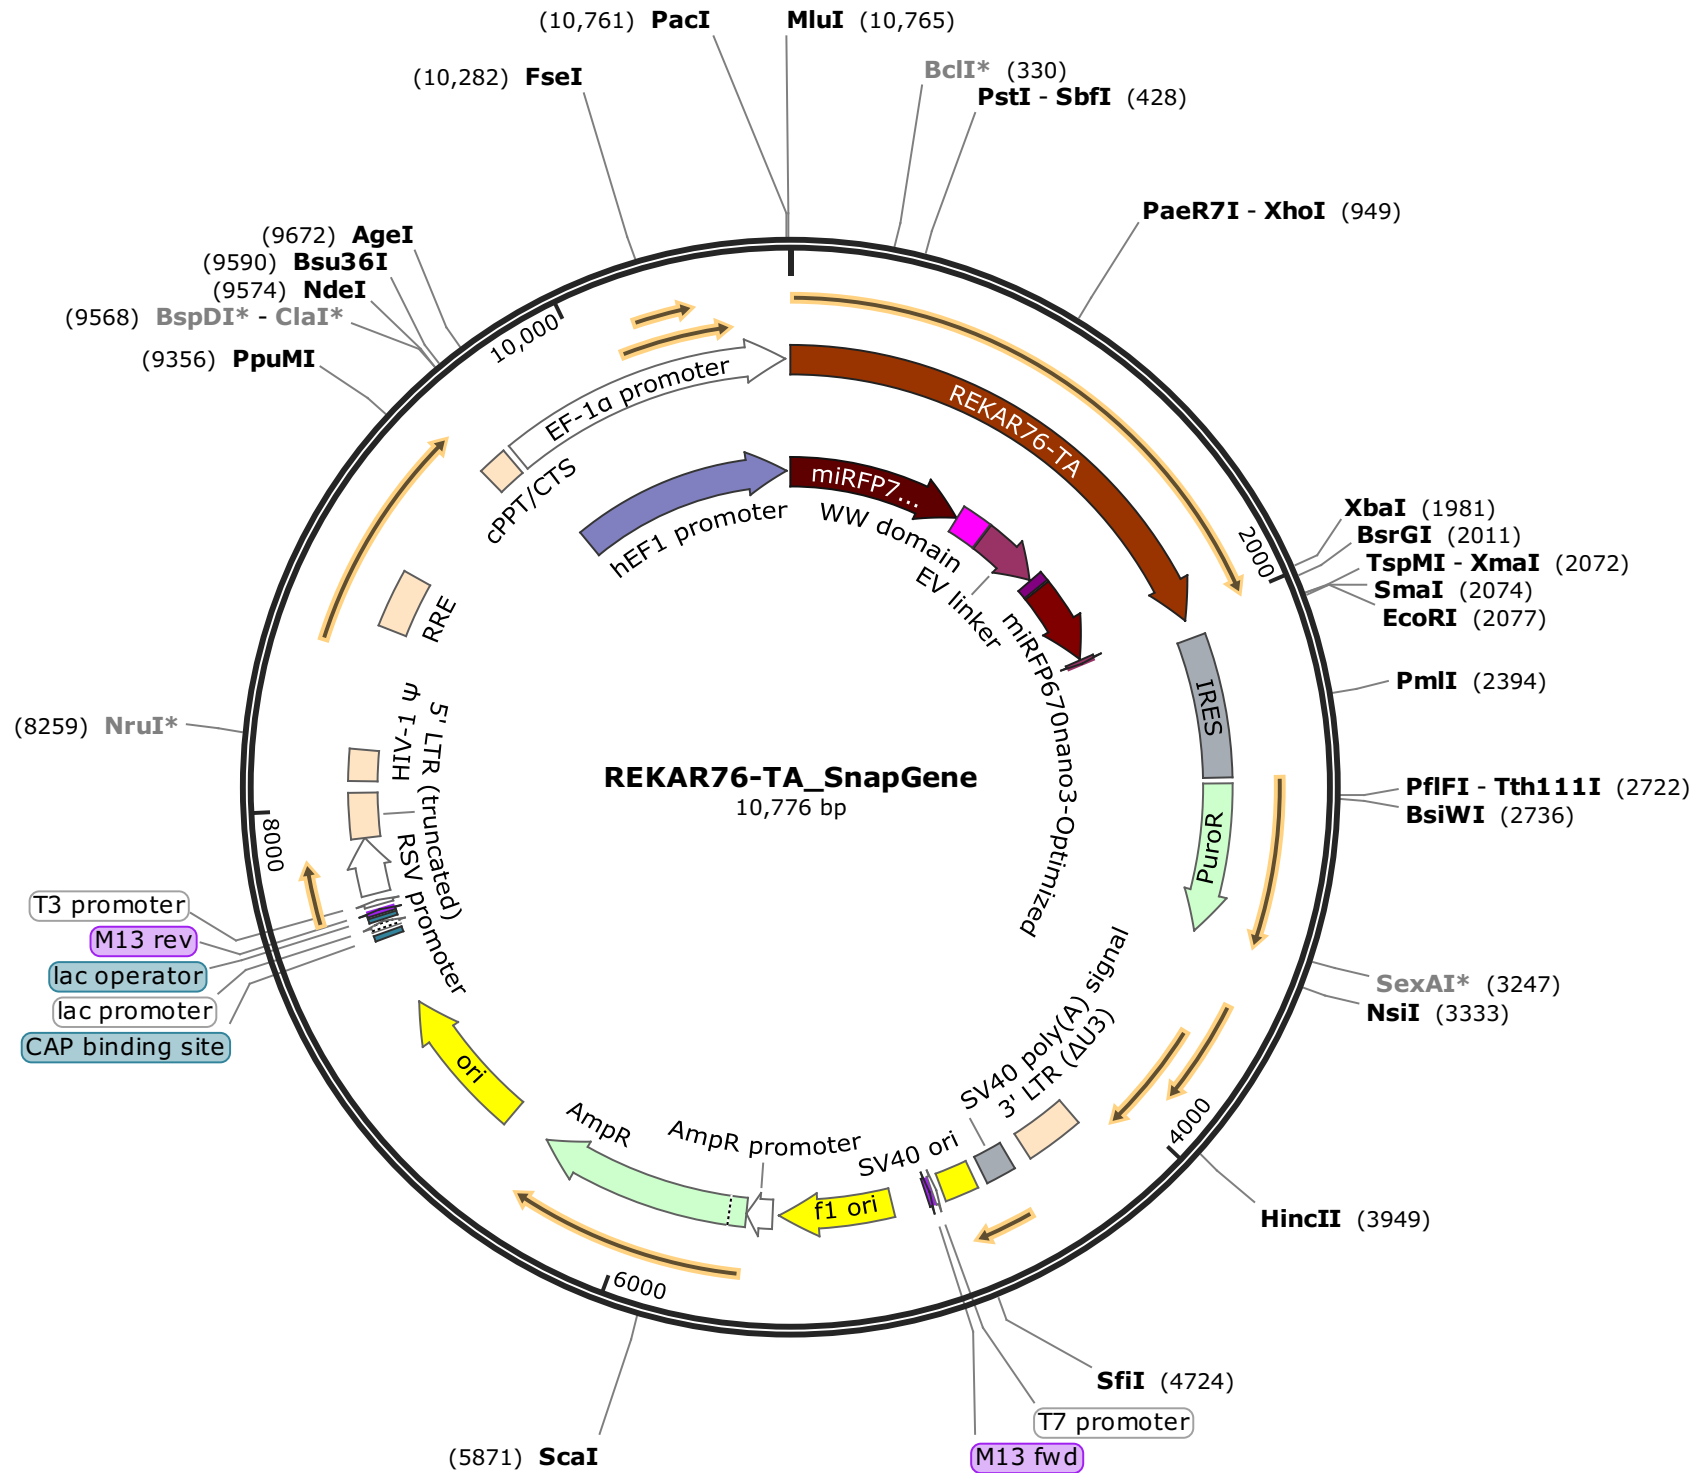 (10,761) PacI
MluI (10,765)
(10,282) FseI
BclI* (330)
PstI - SbfI (428)
PaeR7I - XhoI (949)
(9672) AgeI
(9590) Bsu36I
(9574) NdeI
(9568) BspDI* - ClaI*
(9356) PpuMI
10,000
EF-1α promoter
REKAR76-TA
cPPT/CTS
hEF1 promoter
miRFP7...
WW domain
EV linker
miRFP670nano3-Optimized
2000
XbaI (1981)
BsrGI (2011)
TspMI - XmaI (2072)
SmaI (2074)
EcoRI (2077)
PmlI (2394)
IRES
RRE
(8259) NruI*
HIV-1 ψ
5' LTR (truncated)
RSV promoter
REKAR76-TA_SnapGene
10,776 bp
PflFI - Tth111I (2722)
BsiWI (2736)
PuroR
8000
T3 promoter
M13 rev
lac operator
lac promoter
CAP binding site
SexAI* (3247)
NsiI (3333)
ori
AmpR
AmpR promoter
f1 ori
SV40 ori
SV40 poly(A) signal
3' LTR (ΔU3)
4000
HincII (3949)
6000
SfiI (4724)
T7 promoter
M13 fwd
(5871) ScaI